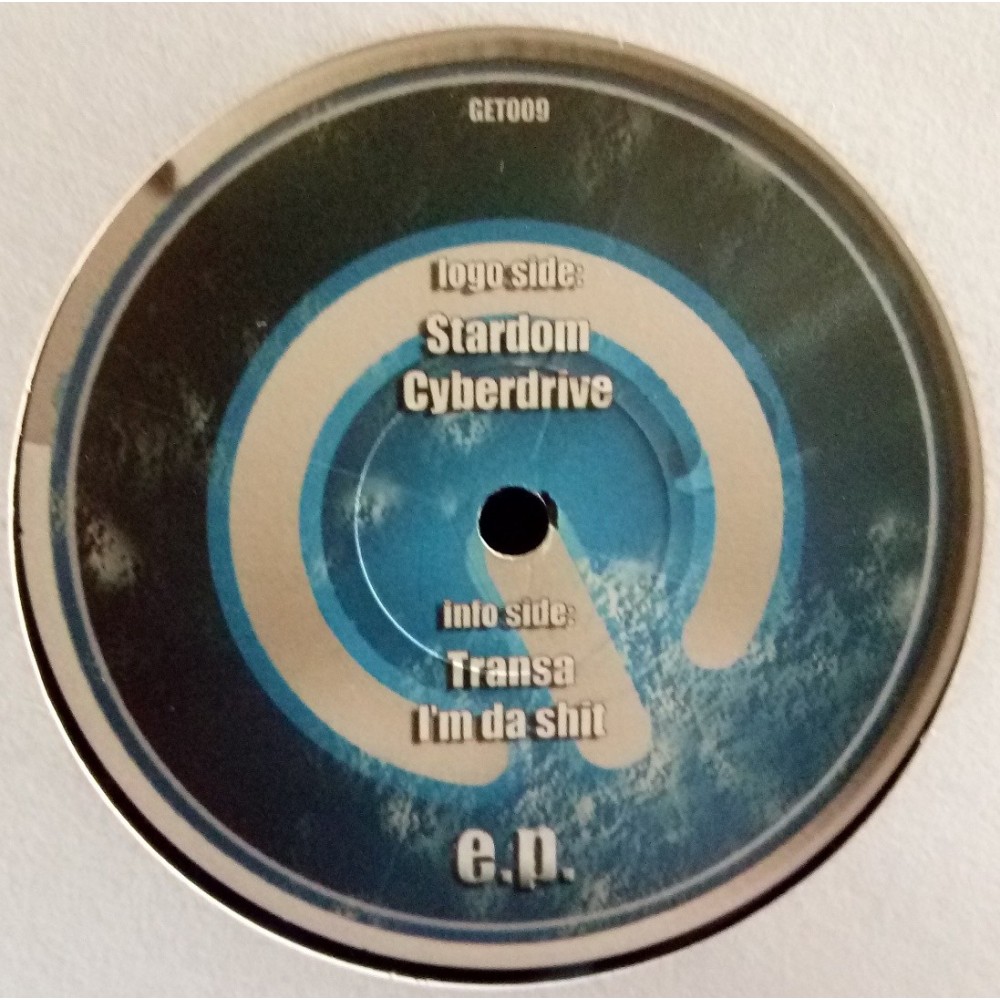 GET009
logo side:
Stardom
Cyberdrive
info side:
Transa
I'm da shit
e.p.